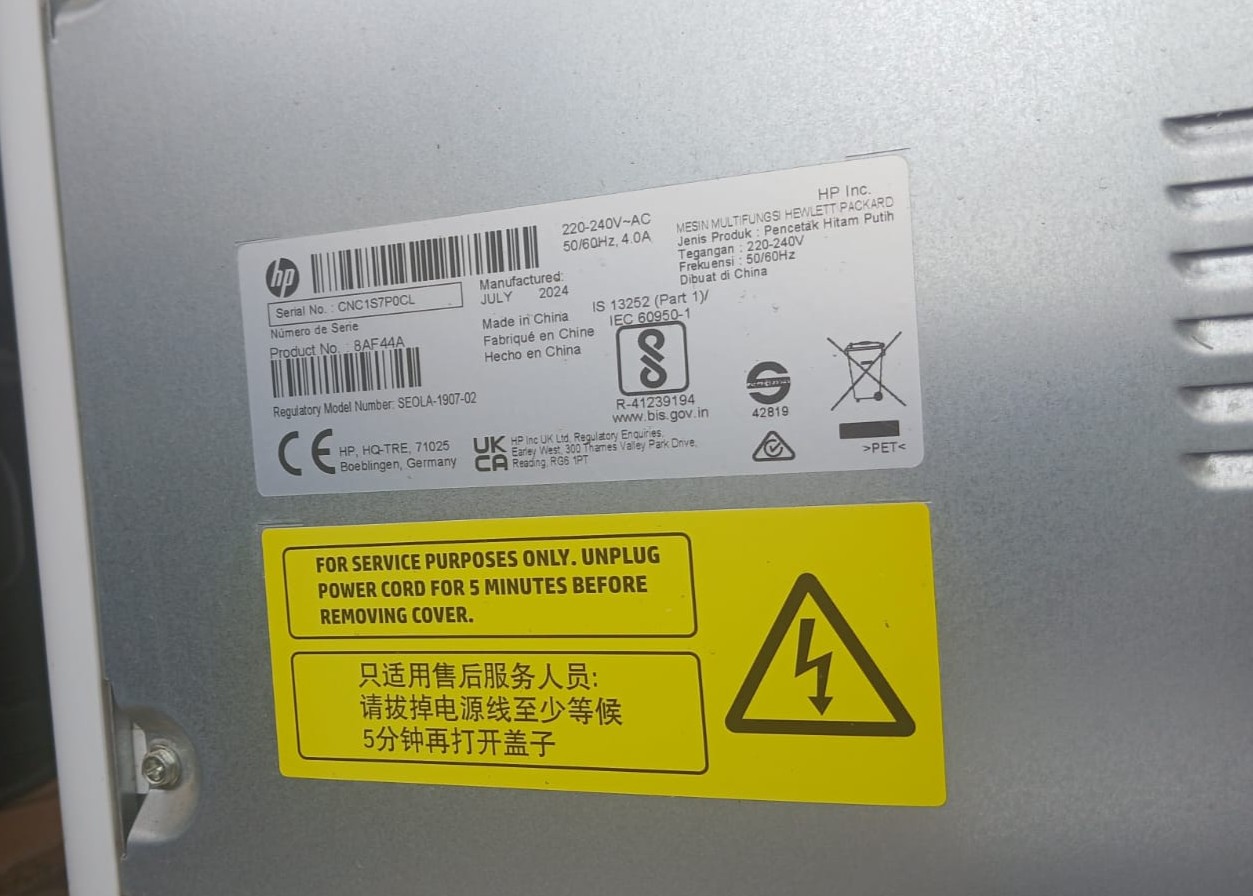 hp
Serial No. : CNC1S7P0CL
Número de Serie
Product No. : 8AF44A
Regulatory Model Number: SEOLA-1907-02
220-240V~AC
50/60Hz, 4.0A
Manufactured:
JULY 2024
Made in China
Fabriqué en Chine
Hecho en China
HP Inc.
MESIN MULTIFUNGSI HEWLETT PACKARD
Jenis Produk : Pencetak Hitam Putih
Tegangan : 220-240V
Frekuensi : 50/60Hz
Dibuat di China
IS 13252 (Part 1)/
IEC 60950-1
R-41239194
www.bis.gov.in
42819
>PET<
CE
HP, HQ-TRE, 71025
Boeblingen, Germany
UK
CA
HP Inc UK Ltd, Regulatory Enquiries,
Earley West, 300 Thames Valley Park Drive,
Reading, RG6 1PT
FOR SERVICE PURPOSES ONLY. UNPLUG
POWER CORD FOR 5 MINUTES BEFORE
REMOVING COVER.
只适用售后服务人员:
请拔掉电源线至少等候
5分钟再打开盖子